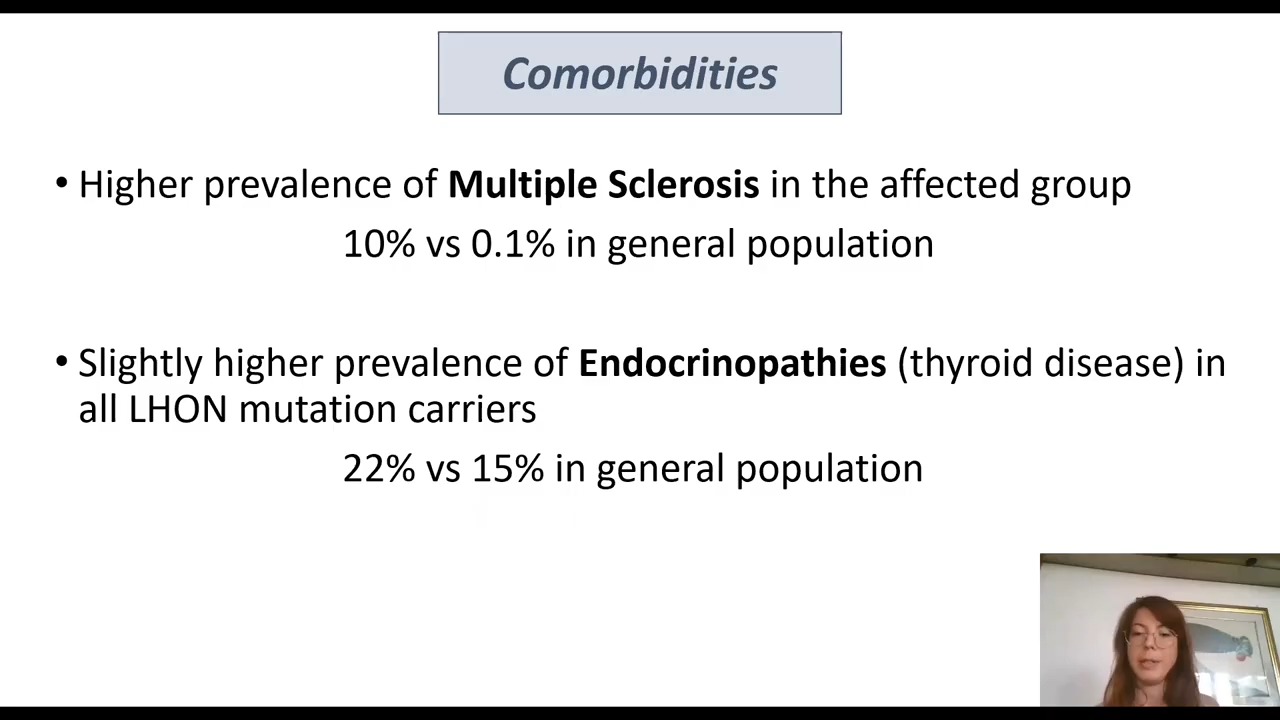 Comorbidities
• Higher prevalence of Multiple Sclerosis in the affected group
10% vs 0.1% in general population
• Slightly higher prevalence of Endocrinopathies (thyroid disease) in
all LHON mutation carriers
22% vs 15% in general population